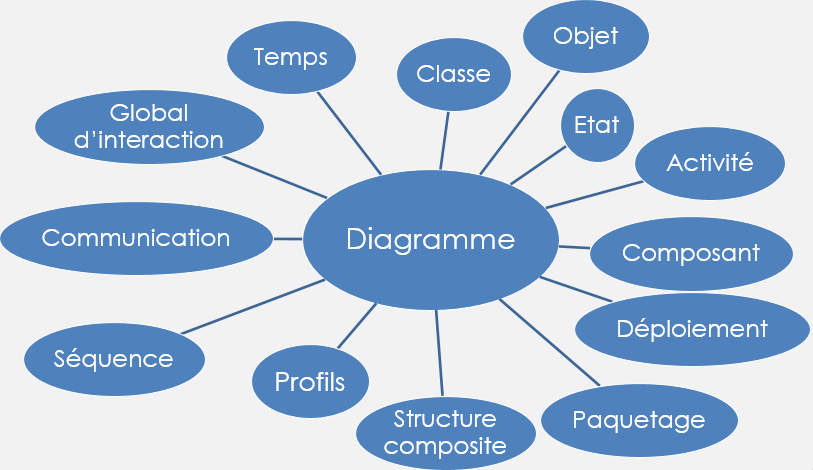 Objet
Temps
Classe
Global
d’interaction
Etat
Activité
Communication
Diagramme
Composant
Déploiement
Séquence
Profils
Structure
composite
Paquetage